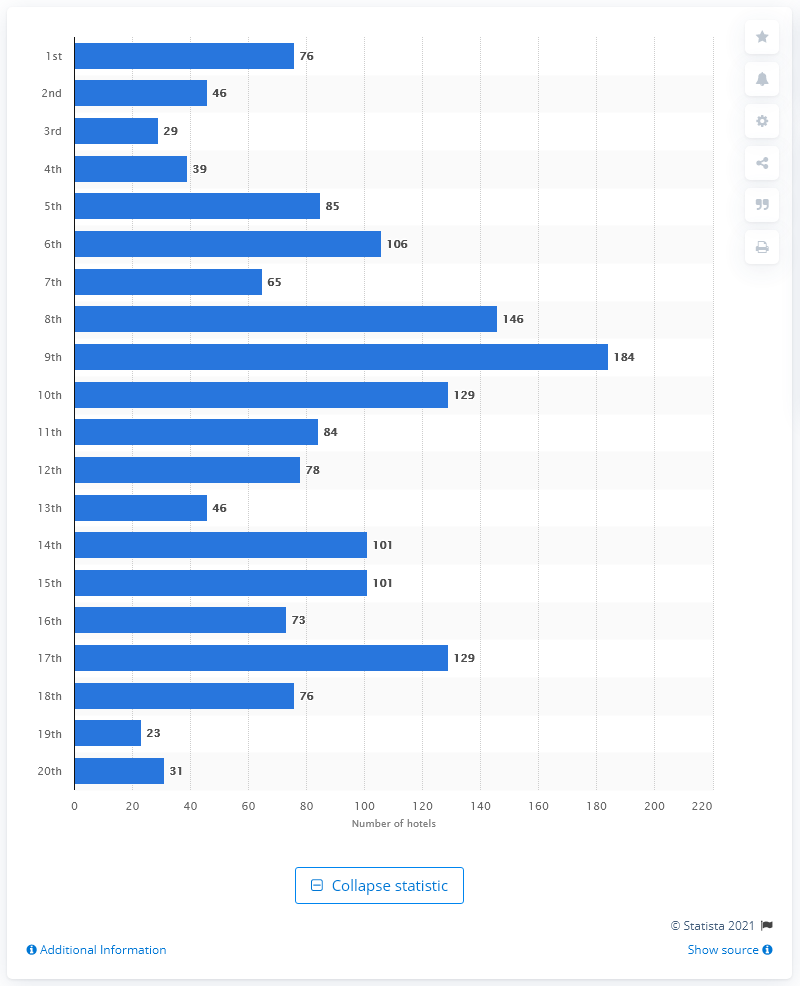 1st 76
2nd 46
3rd 29
4th 39
5th 85
6th 106
7th 65
8th 146
9th 184
10th 129
11th 84
12th 78
13th 46
14th 101
15th 101
16th 73
17th 129
18th 76
19th 23
20th 31
0 20 40 60 80 100 120 140 160 180 200 220
Number of hotels
Collapse statistic
© Statista 2021
Additional Information Show source